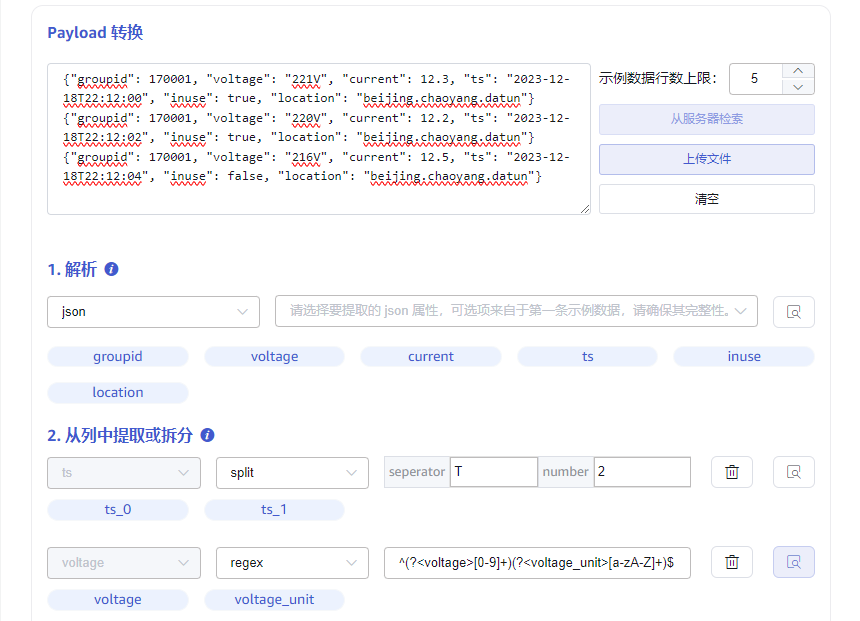 Payload 转换
{"groupid": 170001, "voltage": "221V", "current": 12.3, "ts": "2023-12-
18T22:12:00", "inuse": true, "location": "beijing.chaoyang.datun"}
{"groupid": 170001, "voltage": "220V", "current": 12.2, "ts": "2023-12-
18T22:12:02", "inuse": true, "location": "beijing.chaoyang.datun"}
{"groupid": 170001, "voltage": "216V", "current": 12.5, "ts": "2023-12-
18T22:12:04", "inuse": false, "location": "beijing.chaoyang.datun"}
示例数据行数上限： 5
从服务器检索
上传文件
清空
1. 解析
json 请选择要提取的 json 属性，可选项来自于第一条示例数据，请确保其完整性。
groupid voltage current ts inuse
location
2. 从列中提取或拆分
ts split seperator T number 2
ts_0 ts_1
voltage regex ^(?<voltage>[0-9]+)(?<voltage_unit>[a-zA-Z]+)$
voltage voltage_unit